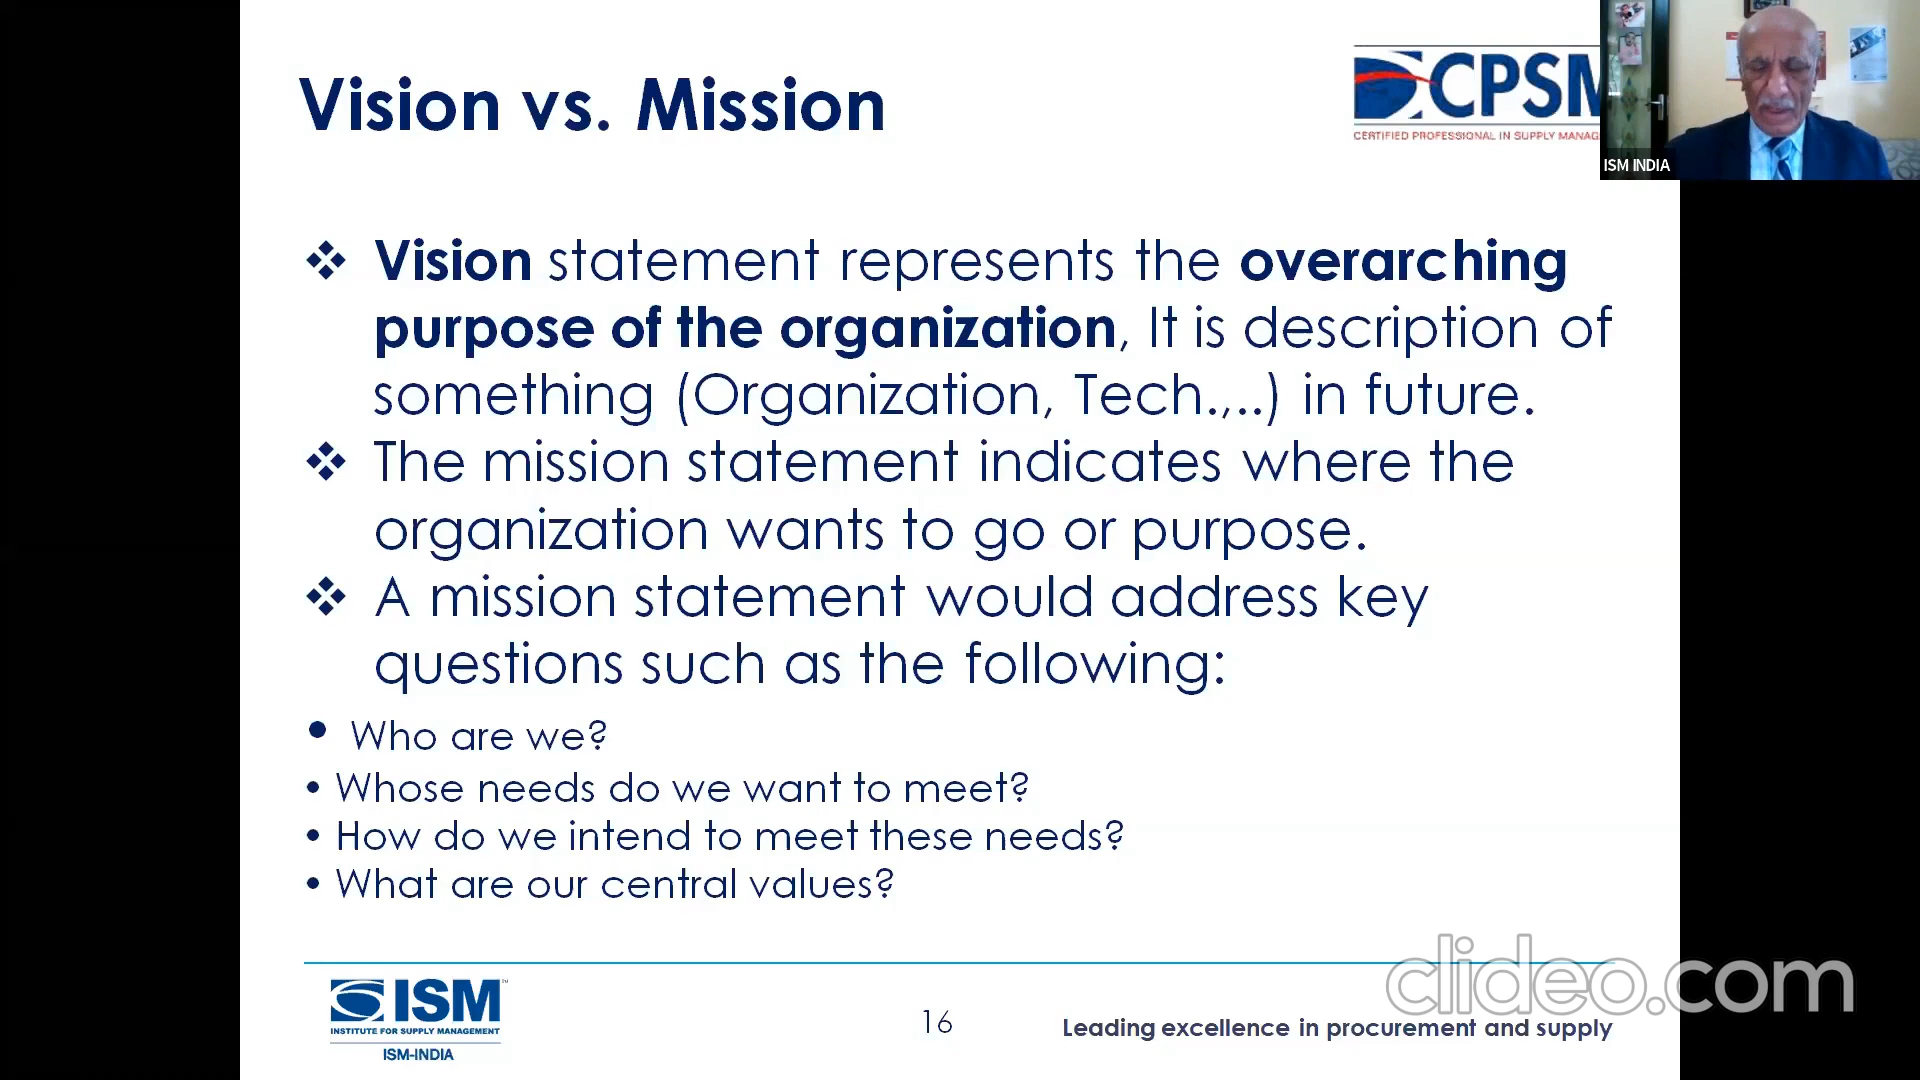 Vision vs. Mission
CPSM
CERTIFIED PROFESSIONAL IN SUPPLY
ISM INDIA
❖ Vision statement represents the overarching
purpose of the organization, It is description of
something (Organization, Tech.,..) in future.
❖ The mission statement indicates where the
organization wants to go or purpose.
❖ A mission statement would address key
questions such as the following:
• Who are we?
• Whose needs do we want to meet?
• How do we intend to meet these needs?
• What are our central values?
clideo.com
ISM
INSTITUTE FOR SUPPLY MANAGEMENT
ISM-INDIA
16
Leading excellence in procurement and supply